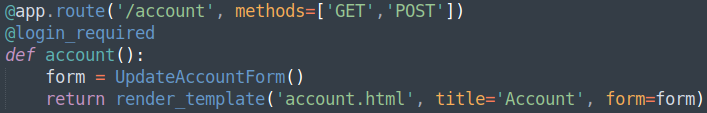 @app.route('/account', methods=['GET','POST'])
@login_required
def account():
    form = UpdateAccountForm()
    return render_template('account.html', title='Account', form=form)